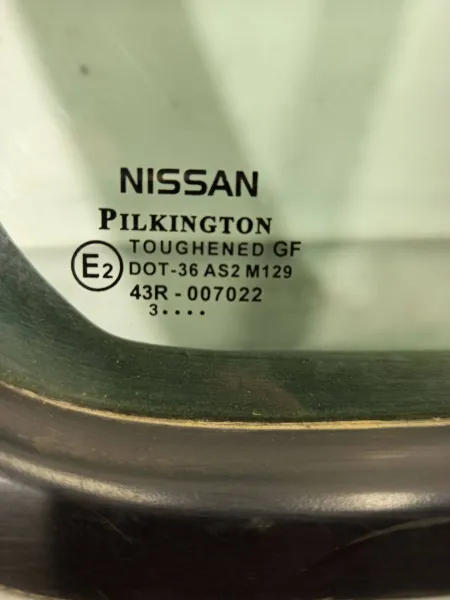 NISSAN
PILKINGTON
TOUGHENED GF
E2 DOT-36 AS2 M129
43R - 007022
3 • • • •